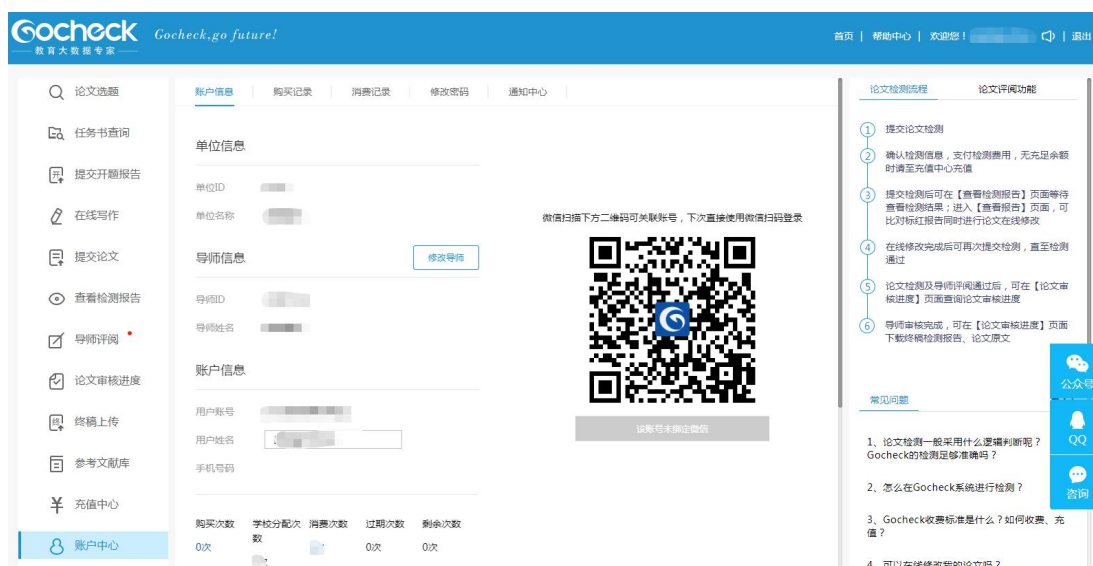 Gocheck
教育大数据专家
Gocheck,go future!
首页 | 帮助中心 | 欢迎您！ | 退出
论文选题
任务书查询
提交开题报告
在线写作
提交论文
查看检测报告
导师评阅
论文审核进度
终稿上传
参考文献库
充值中心
账户中心
账户信息
购买记录
消费记录
修改密码
通知中心
单位信息
单位ID
单位名称
导师信息
修改导师
导师ID
导师姓名
账户信息
用户账号
用户姓名
手机号码
购买次数 学校分配次 消费次数 过期次数 剩余次数
数
0次 0次 0次
微信扫描下方二维码可关联账号，下次直接使用微信扫码登录
该账号未绑定微信
论文检测流程 论文评阅功能
1 提交论文检测
2 确认检测信息，支付检测费用，无充足余额
时请至充值中心充值
3 提交检测后可在【查看检测报告】页面等待
查看检测结果；进入【查看报告】页面，可
比对标红报告同时进行论文在线修改
4 在线修改完成后可再次提交检测，直至检测
通过
5 论文检测及导师评阅通过后，可在【论文审
核进度】页面查询论文审核进度
6 导师审核完成，可在【论文审核进度】页面
下载终稿检测报告、论文原文
公众号
QQ
咨询
常见问题
1、论文检测一般采用什么逻辑判断呢？
Gocheck的检测足够准确吗？
2、怎么在Gocheck系统进行检测？
3、Gocheck收费标准是什么？如何收费、充
值？
4、可以在线修改我的论文吗？